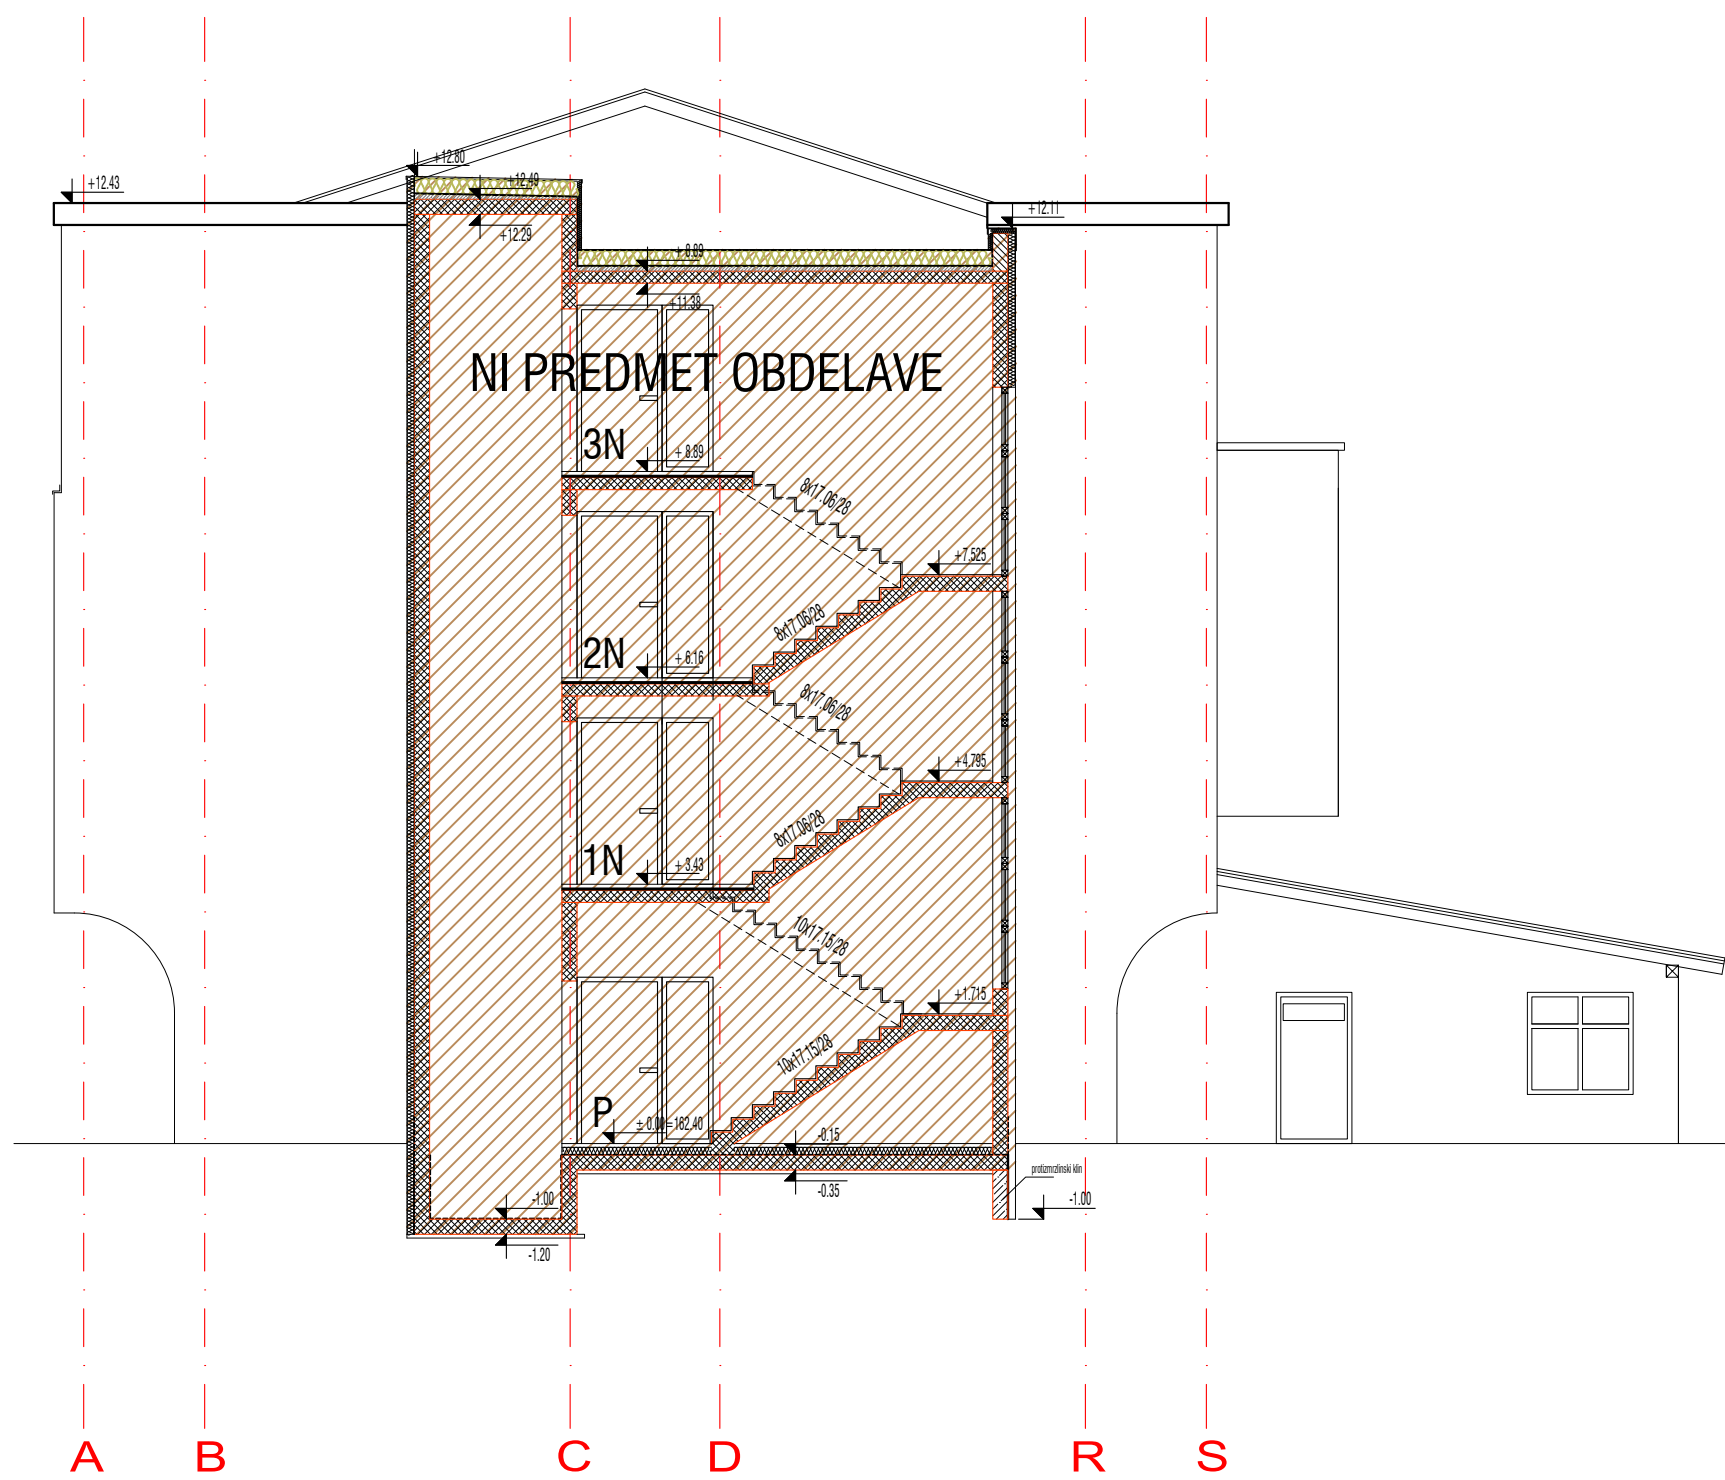 +12.80
+12.43
+12.49
+12.11
+12.29
+ 8.89
+11.38
NI PREDMET OBDELAVE
3N
+ 8.89
8x17.06/28
+7.525
8x17.06/28
2N
+ 6.16
8x17.06/28
+4.795
8x17.06/28
1N
+ 3.43
10x17.15/28
+1.715
10x17.15/28
P
± 0.00=162.40
-0.15
protizmrzlinski klin
-0.35
-1.00
-1.00
-1.20
A B C D R S